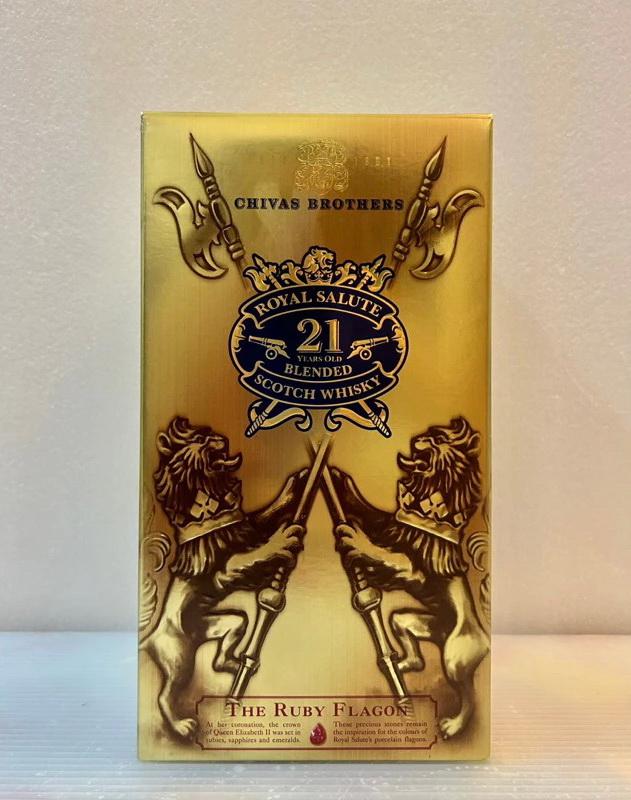 CHIVAS BROTHERS
ROYAL SALUTE
21
YEARS OLD
BLENDED
SCOTCH WHISKY
THE RUBY FLAGON
At her coronation, the crown
of Queen Elizabeth II was set in
rubies, sapphires and emeralds.
These precious stones remain
the inspiration for the colours of
Royal Salute's porcelain flagons.